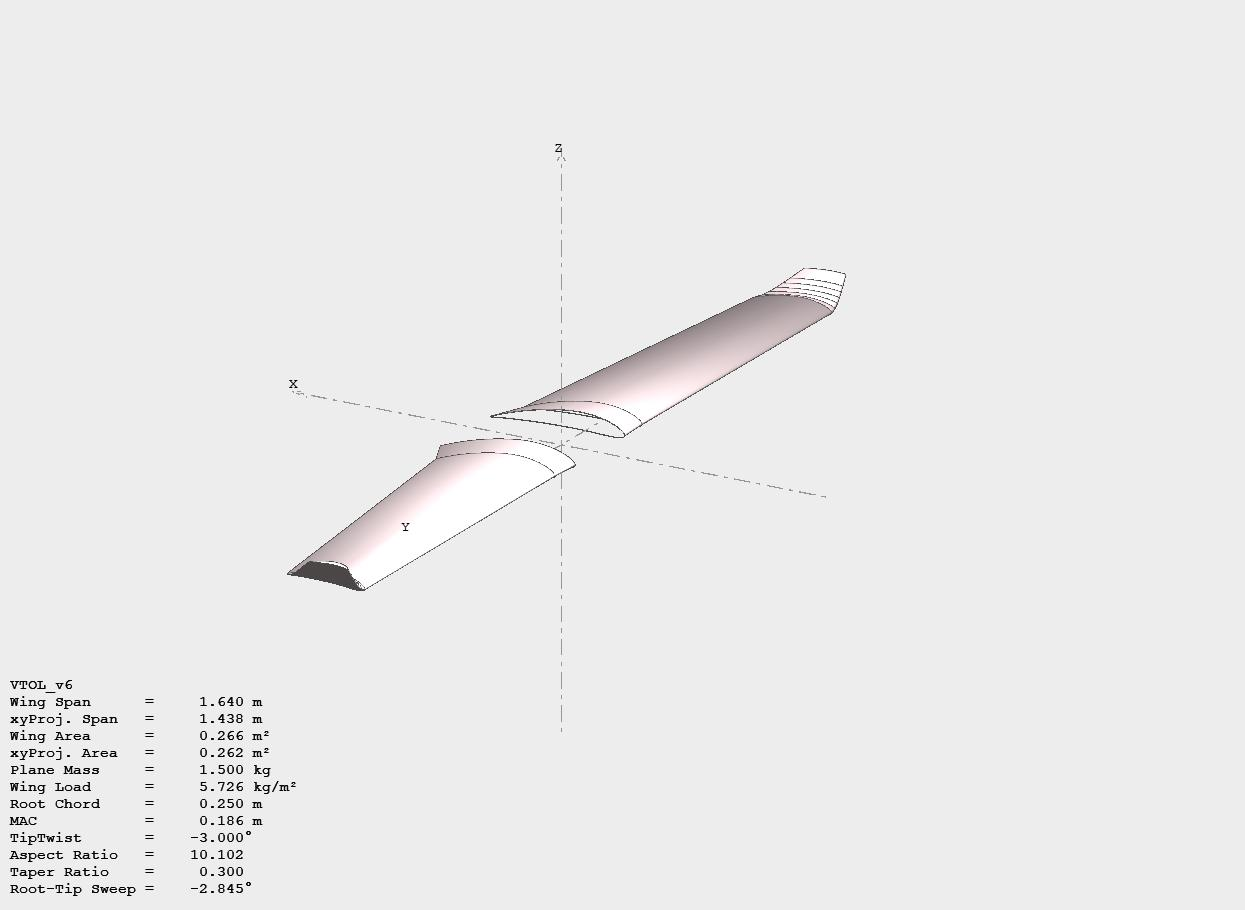 Z
X
Y
VTOL_v6
Wing Span = 1.640 m
xyProj. Span = 1.438 m
Wing Area = 0.266 m²
xyProj. Area = 0.262 m²
Plane Mass = 1.500 kg
Wing Load = 5.726 kg/m²
Root Chord = 0.250 m
MAC = 0.186 m
TipTwist = -3.000°
Aspect Ratio = 10.102
Taper Ratio = 0.300
Root-Tip Sweep = -2.845°